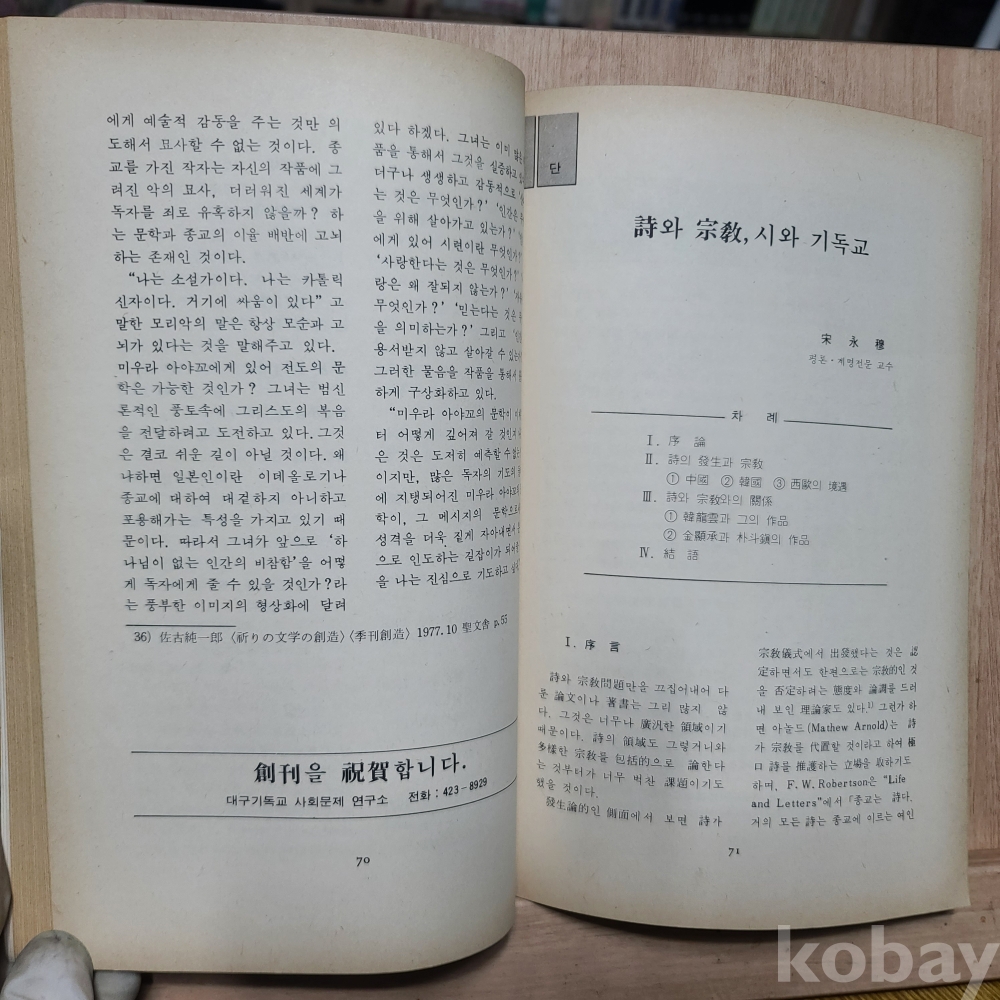 에게 예술적 감동을 주는 것만 의
도해서 묘사할 수 없는 것이다. 종
교를 가진 작자는 자신의 작품에 그
려진 악의 묘사, 더러워진 세계가
독자를 죄로 유혹하지 않을까? 하
는 문학과 종교의 이율 배반에 고뇌
하는 존재인 것이다.
“나는 소설가이다. 나는 카톨릭
신자이다. 거기에 싸움이 있다” 고
말한 모리악의 말은 항상 모순과 고
뇌가 있다는 것을 말해주고 있다.
미우라 아야꼬에게 있어 전도의 문
학은 가능한 것인가? 그녀는 범신
론적인 풍토속에 그리스도의 복음
을 전달하려고 도전하고 있다. 그것
은 결코 쉬운 길이 아닐 것이다. 왜
냐하면 일본인이란 이데올로기나
종교에 대하여 대겉하지 아니하고
포용해가는 특성을 가지고 있기 때
문이다. 따라서 그녀가 앞으로 ‘하
나님이 없는 인간의 비참함’을 어떻
게 독자에게 줄 수 있을 것인가?라
는 풍부한 이미지의 형상화에 달려
있다 하겠다. 그녀는 이미
품을 통해서 그것을 실증하고
더구나 생생하고 감동적으로
는 것은 무엇인가?’ ‘인간은
을 위해 살아가고 있는가?’
에게 있어 시련이란 무엇인가?
‘사랑한다는 것은 무엇인가?’
랑은 왜 잘되지 않는가?’
무엇인가?’ ‘믿는다는 것은
을 의미하는가?’ 그리고
용서받지 않고 살아갈 수 있는
그러한 물음을 작품을 통해서
하게 구상화하고 있다.
“미우라 아야꼬의 문학이
터 어떻게 깊어져 갈 것인지
은 것은 도저히 예측할 수 없는
이지만, 많은 독자의 기도의
에 지탱되어진 미우라 아야꼬
학이, 그 메시지의 문학으로
성격을 더욱 짙게 자아내면서
으로 인도하는 길잡이가 되어
을 나는 진심으로 기도하고
36) 佐古純一郎 〈祈りの文学の創造〉〈季刊創造〉 1977.10 聖文舎 p.55
創刊을 祝賀합니다.
대구기독교 사회문제 연구소 전화 : 423－8929
70
단
詩와 宗敎, 시와 기독교
宋 永 穆
평론・계명전문 교수
차 례
Ⅰ. 序 論
Ⅱ. 詩의 發生과 宗敎
① 中國 ② 韓國 ③ 西歐의 境遇
Ⅲ. 詩와 宗敎와의 關係
① 韓龍雲과 그의 作品
② 金顯承과 朴斗鎭의 作品
Ⅳ. 結 語
Ⅰ. 序 言
詩와 宗敎問題만을 끄집어내어 다
룬 論文이나 著書는 그리 많지 않
다. 그것은 너무나 廣汎한 領域이기
때문이다. 詩의 領域도 그렇거니와
多樣한 宗敎를 包括的으로 論한다
는 것부터가 너무 벅찬 課題이기도
했을 것이다.
發生論的인 側面에서 보면 詩가
宗敎儀式에서 出發했다는 것은 認
定하면서도 한편으로는 宗敎的인 것
을 否定하려는 態度와 論調를 드러
내 보인 理論家도 있다.1) 그런가 하
면 아놀드(Mathew Arnold)는 詩
가 宗敎를 代置할 것이라고 하여 極
口 詩를 推護하는 立場을 取하기도
하며, F. W. Robertson은 “Life
and Letters”에서 「종교는 詩다.
거의 모든 詩는 종교에 이르는 여인
71
kobay